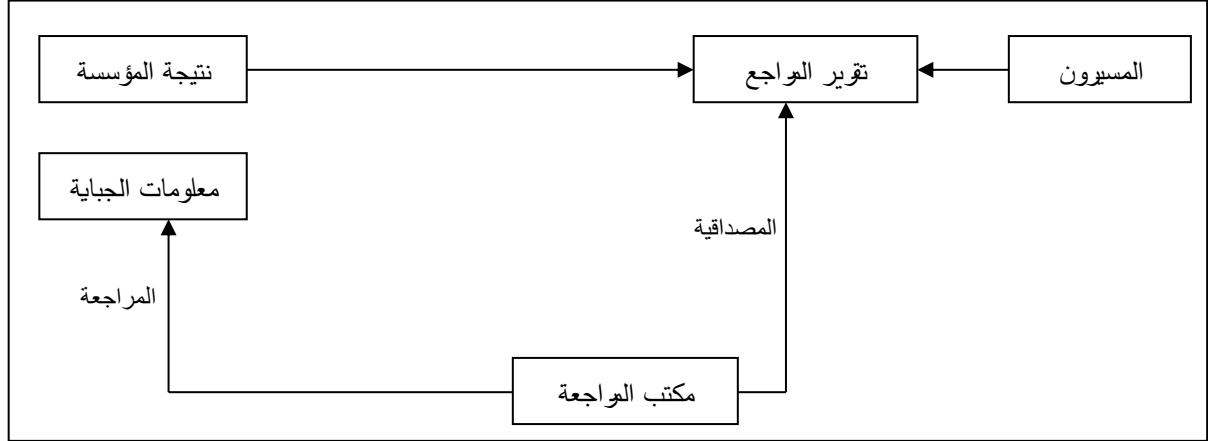 المسيرون
تقرير المراجع
نتيجة المؤسسة
معلومات الجباية
المصداقية
المراجعة
مكتب المراجعة